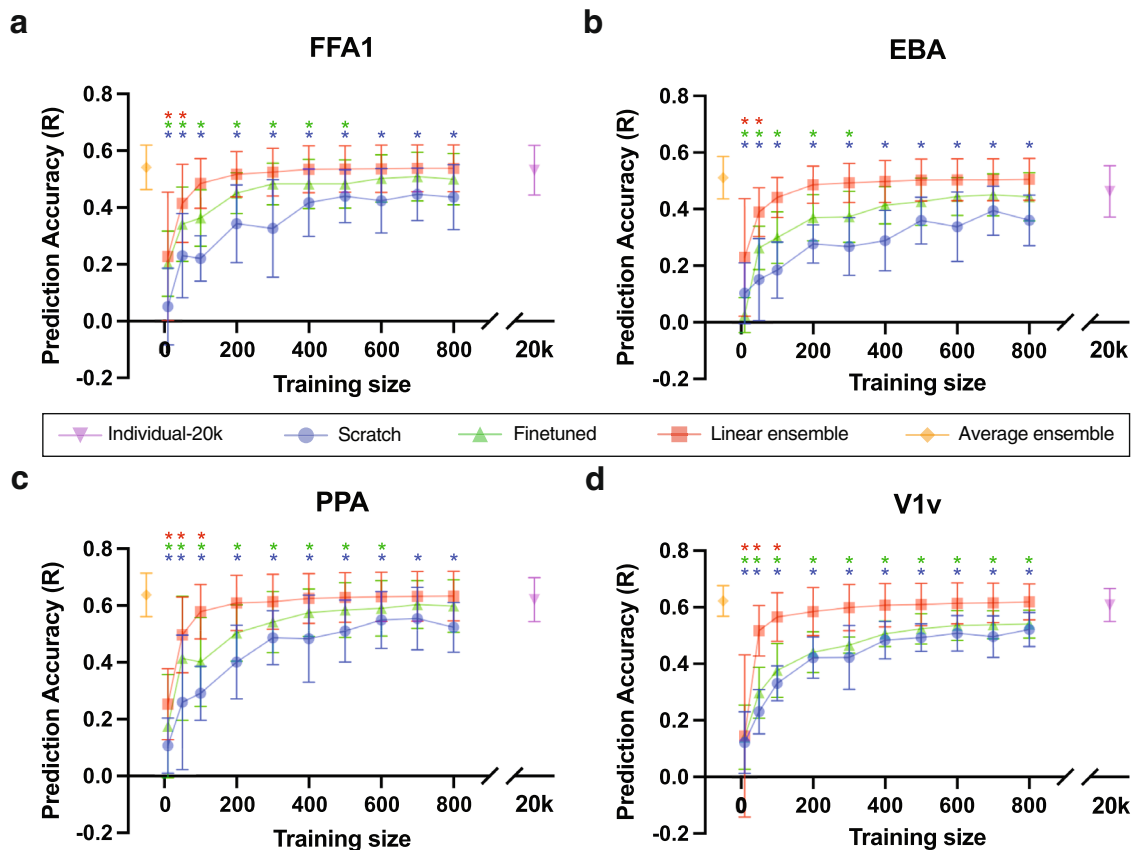 a
FFA1
Prediction Accuracy (R)
0.8
0.6
0.4
0.2
0.0
-0.2
* *
* * * * * * *
* * * * * * * * * *
0 200 400 600 800 20k
Training size
b
EBA
Prediction Accuracy (R)
0.8
0.6
0.4
0.2
0.0
-0.2
* *
* * * * *
* * * * * * * * * *
0 200 400 600 800 20k
Training size
Individual-20k Scratch Finetuned Linear ensemble Average ensemble
c
PPA
Prediction Accuracy (R)
0.8
0.6
0.4
0.2
0.0
-0.2
* * *
* * * * * * * *
* * * * * * * * * *
0 200 400 600 800 20k
Training size
d
V1v
Prediction Accuracy (R)
0.8
0.6
0.4
0.2
0.0
-0.2
* * *
* * * * * * * * * *
* * * * * * * * * *
0 200 400 600 800 20k
Training size